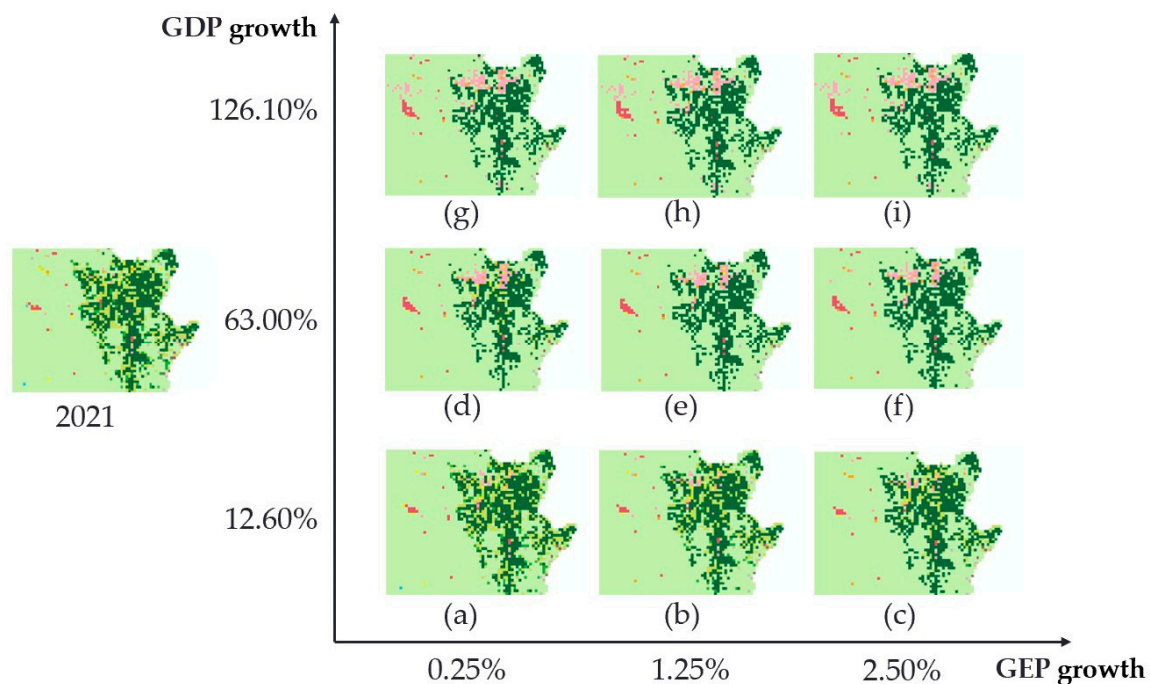 GDP growth
126.10%
(g) (h) (i)
63.00%
2021
(d) (e) (f)
12.60%
(a) (b) (c)
0.25% 1.25% 2.50% GEP growth